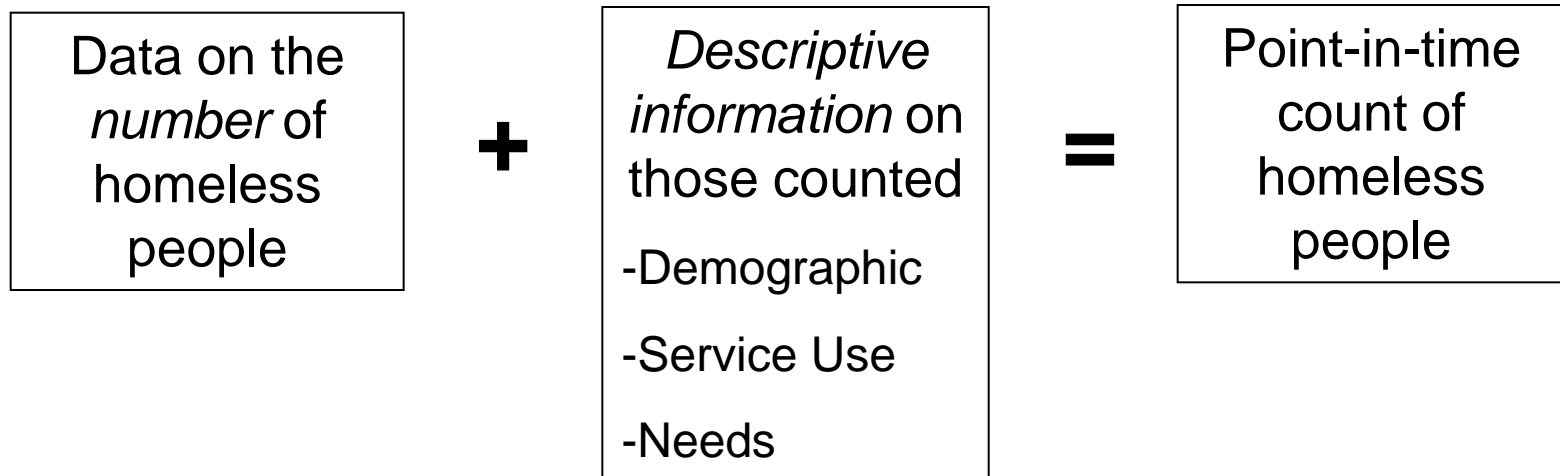 Data on the
number of
homeless
people
+
Descriptive
information on
those counted
-Demographic
-Service Use
-Needs
=
Point-in-time
count of
homeless
people